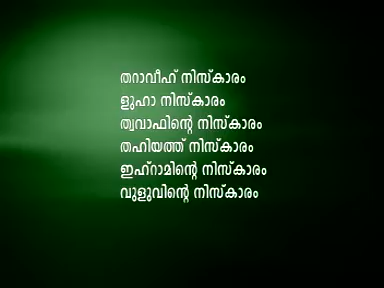 തറാവീഹ് നിസ്കാരം
ളുഹാ നിസ്കാരം
ത്വവാഫിന്റെ നിസ്കാരം
തഹിയത്ത് നിസ്കാരം
ഇഹ്റാമിന്റെ നിസ്കാരം
വുളുവിന്റെ നിസ്കാരം